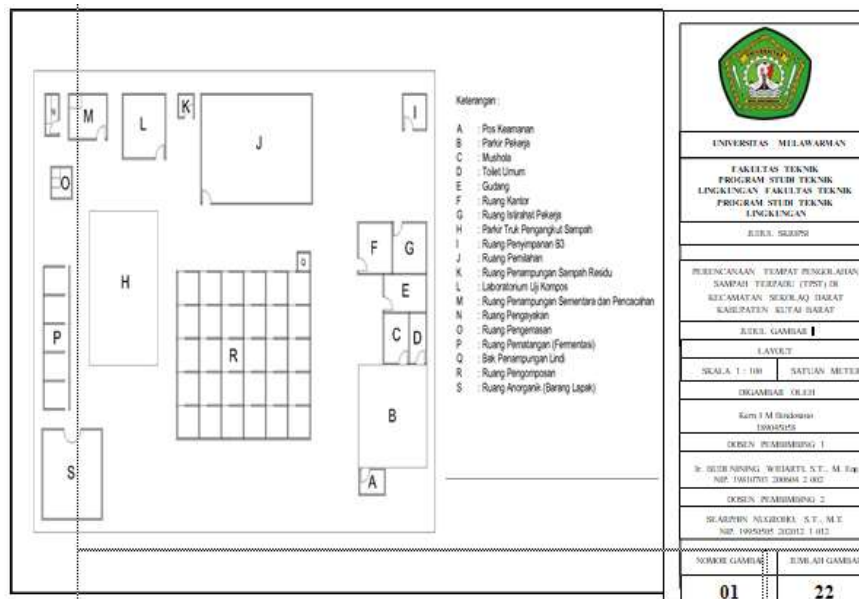 M
L
K
J
I
O
H
F
G
Q
E
P
R
C
D
B
S
A
Keterangan :
A : Pos Keamanan
B : Parkir Pekerja
C : Mushola
D : Toilet Umum
E : Gudang
F : Ruang Kantor
G : Ruang Istirahat Pekerja
H : Parkir Truk Pengangkut Sampah
I : Ruang Penyimpanan B3
J : Ruang Pemilahan
K : Ruang Penampungan Sampah Residu
L : Laboratorium Uji Kompos
M : Ruang Penampungan Sementara dan Pencacahan
N : Ruang Pengayakan
O : Ruang Pengemasan
P : Ruang Pematangan (Fermentasi)
Q : Bak Penampungan Lindi
R : Ruang Pengomposan
S : Ruang Anorganik (Barang Lapak)
UNIVERSITAS MULAWARMAN
FAKULTAS TEKNIK
PROGRAM STUDI TEKNIK
LINGKUNGAN FAKULTAS TEKNIK
PROGRAM STUDI TEKNIK
LINGKUNGAN
JUDUL SKRIPSI
PERENCANAAN TEMPAT PENGOLAHAN
SAMPAH TERPADU (TPST) DI
KECAMATAN SEKOLAQ DARAT
KABUPATEN KUTAI BARAT
JUDUL GAMBAR
LAYOUT
SKALA 1 : 100 SATUAN METER
DIGAMBAR OLEH
DOSEN PEMBIMBING 1
DOSEN PEMBIMBING 2
NOMOR GAMBAR JUMLAH GAMBAR
01 22